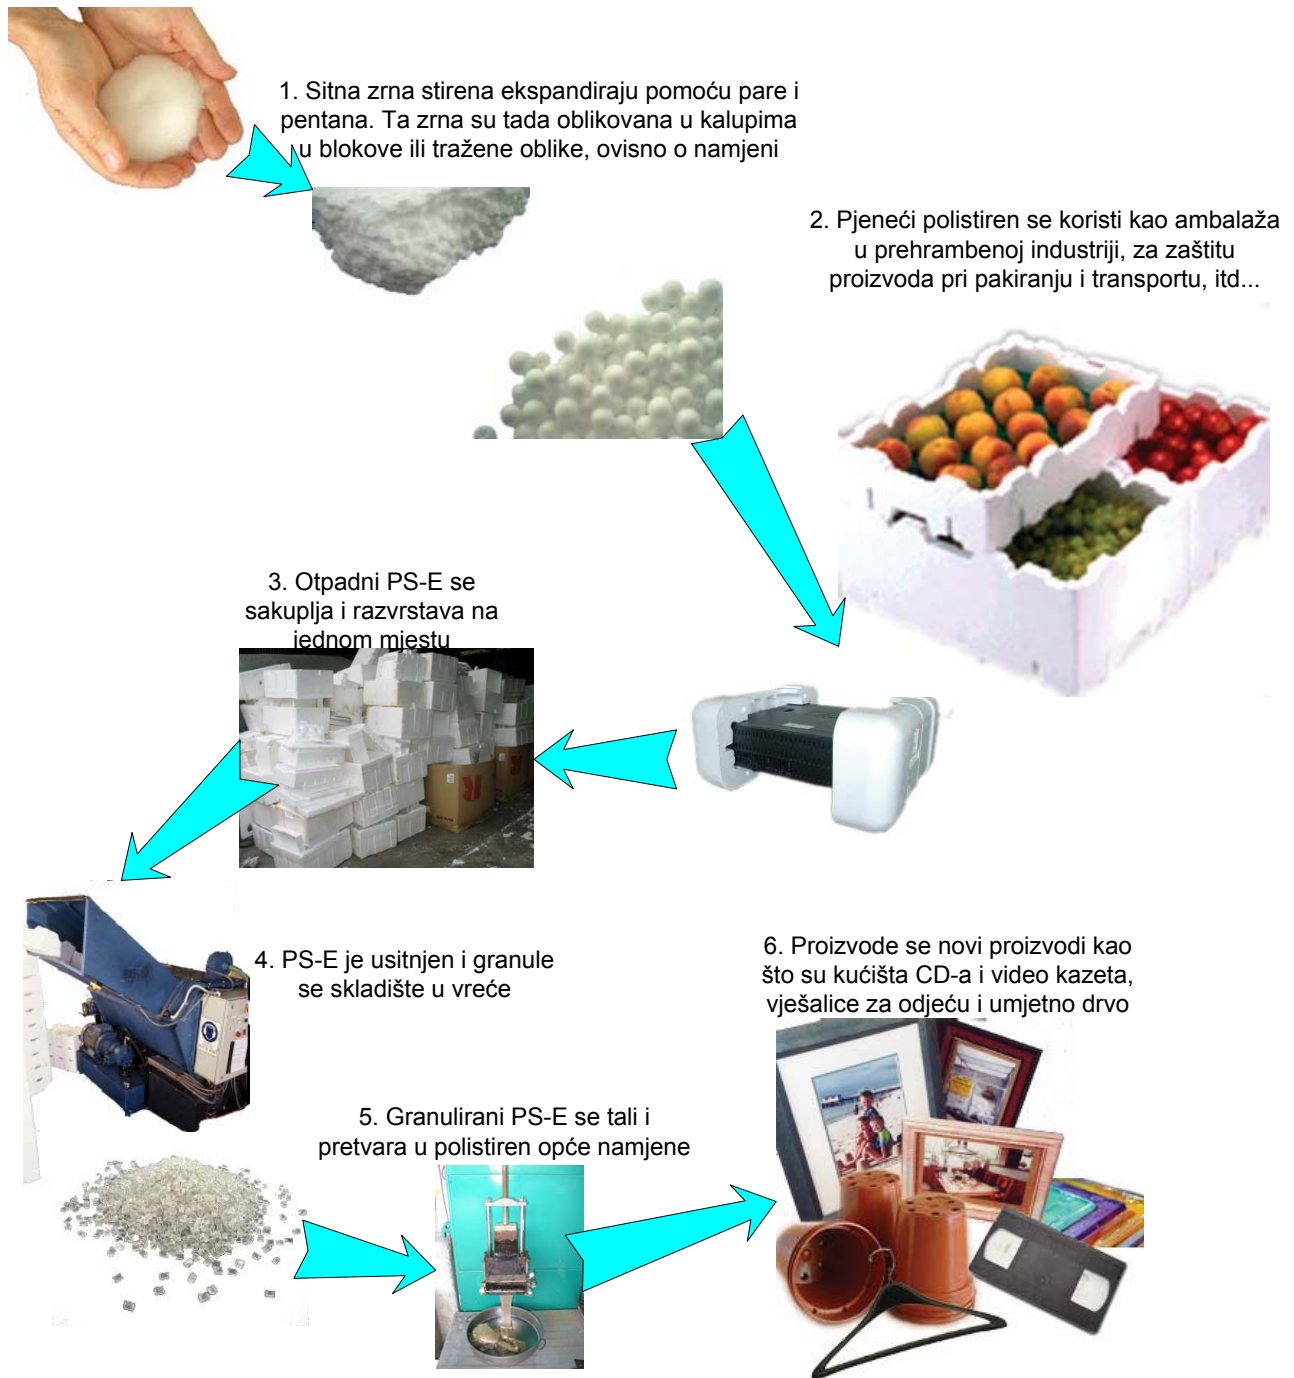 1. Sitna zrna stirena ekspandiraju pomoću pare i
pentana. Ta zrna su tada oblikovana u kalupima
u blokove ili tražene oblike, ovisno o namjeni
2. Pjeneći polistiren se koristi kao ambalaža
u prehrambenoj industriji, za zaštitu
proizvoda pri pakiranju i transportu, itd...
3. Otpadni PS-E se
sakuplja i razvrstava na
jednom mjestu
4. PS-E je usitnjen i granule
se skladište u vreće
5. Granulirani PS-E se tali i
pretvara u polistiren opće namjene
6. Proizvode se novi proizvodi kao
što su kućišta CD-a i video kazeta,
vješalice za odjeću i umjetno drvo